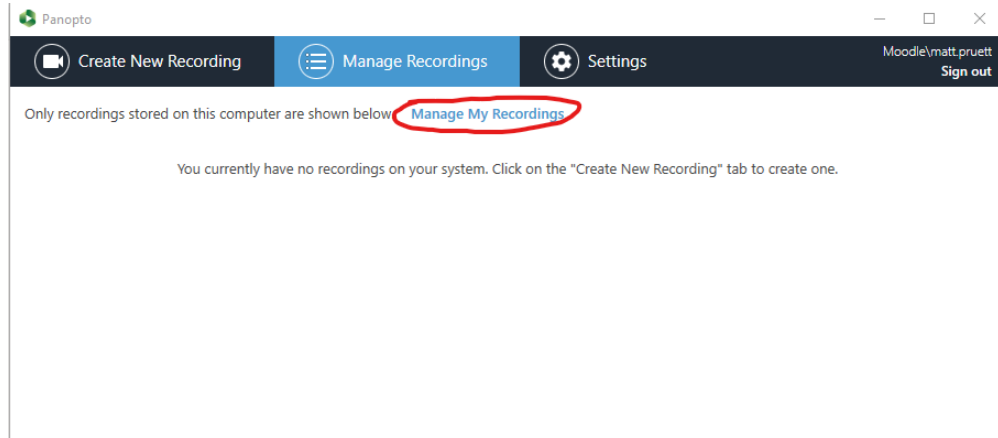 Panopto
Create New Recording
Manage Recordings
Settings
Moodle\matt.pruett
Sign out
Only recordings stored on this computer are shown below. Manage My Recordings
You currently have no recordings on your system. Click on the "Create New Recording" tab to create one.